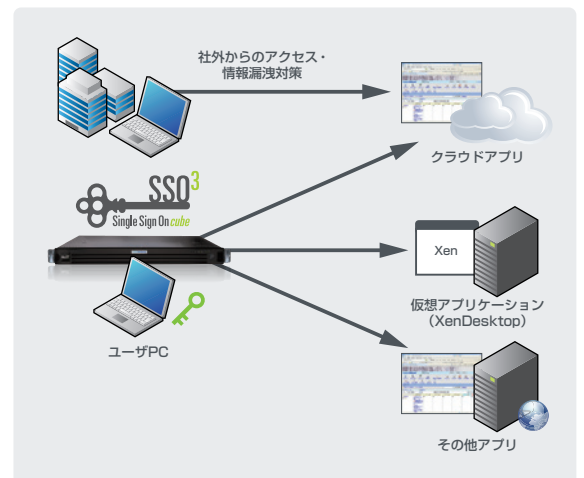 社外からのアクセス・
情報漏洩対策
クラウドアプリ
SSO3
Single Sign On cube
Xen
仮想アプリケーション
(XenDesktop)
ユーザPC
その他アプリ